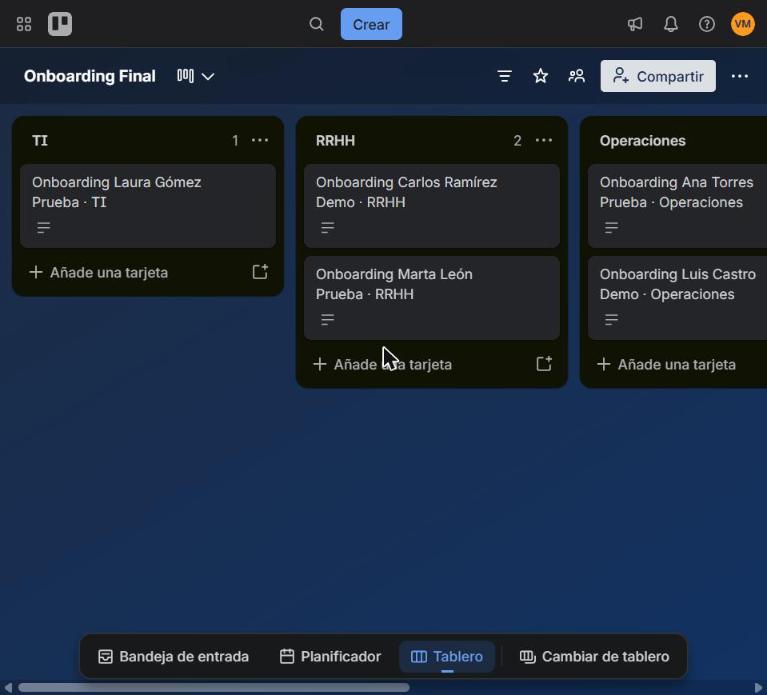 Crear
VM
Onboarding Final
Compartir
TI 1
Onboarding Laura Gómez
Prueba · TI
Añade una tarjeta
RRHH 2
Onboarding Carlos Ramírez
Demo · RRHH
Onboarding Marta León
Prueba · RRHH
Añade una tarjeta
Operaciones
Onboarding Ana Torres
Prueba · Operaciones
Onboarding Luis Castro
Demo · Operaciones
Añade una tarjeta
Bandeja de entrada
Planificador
Tablero
Cambiar de tablero